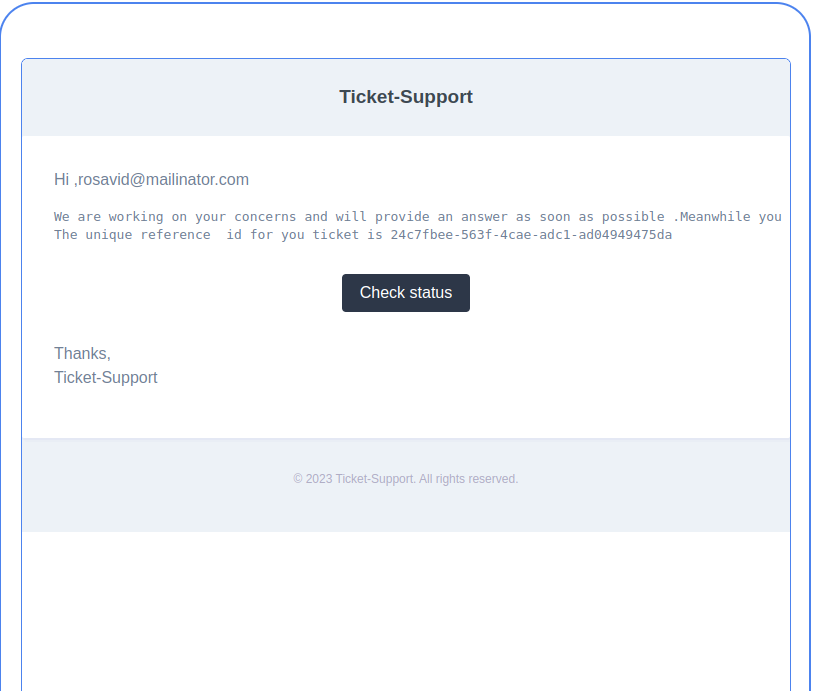 Ticket-Support
Hi ,rosavid@mailinator.com
We are working on your concerns and will provide an answer as soon as possible .Meanwhile you
The unique reference  id for you ticket is 24c7fbee-563f-4cae-adc1-ad04949475da
Check status
Thanks,
Ticket-Support
© 2023 Ticket-Support. All rights reserved.